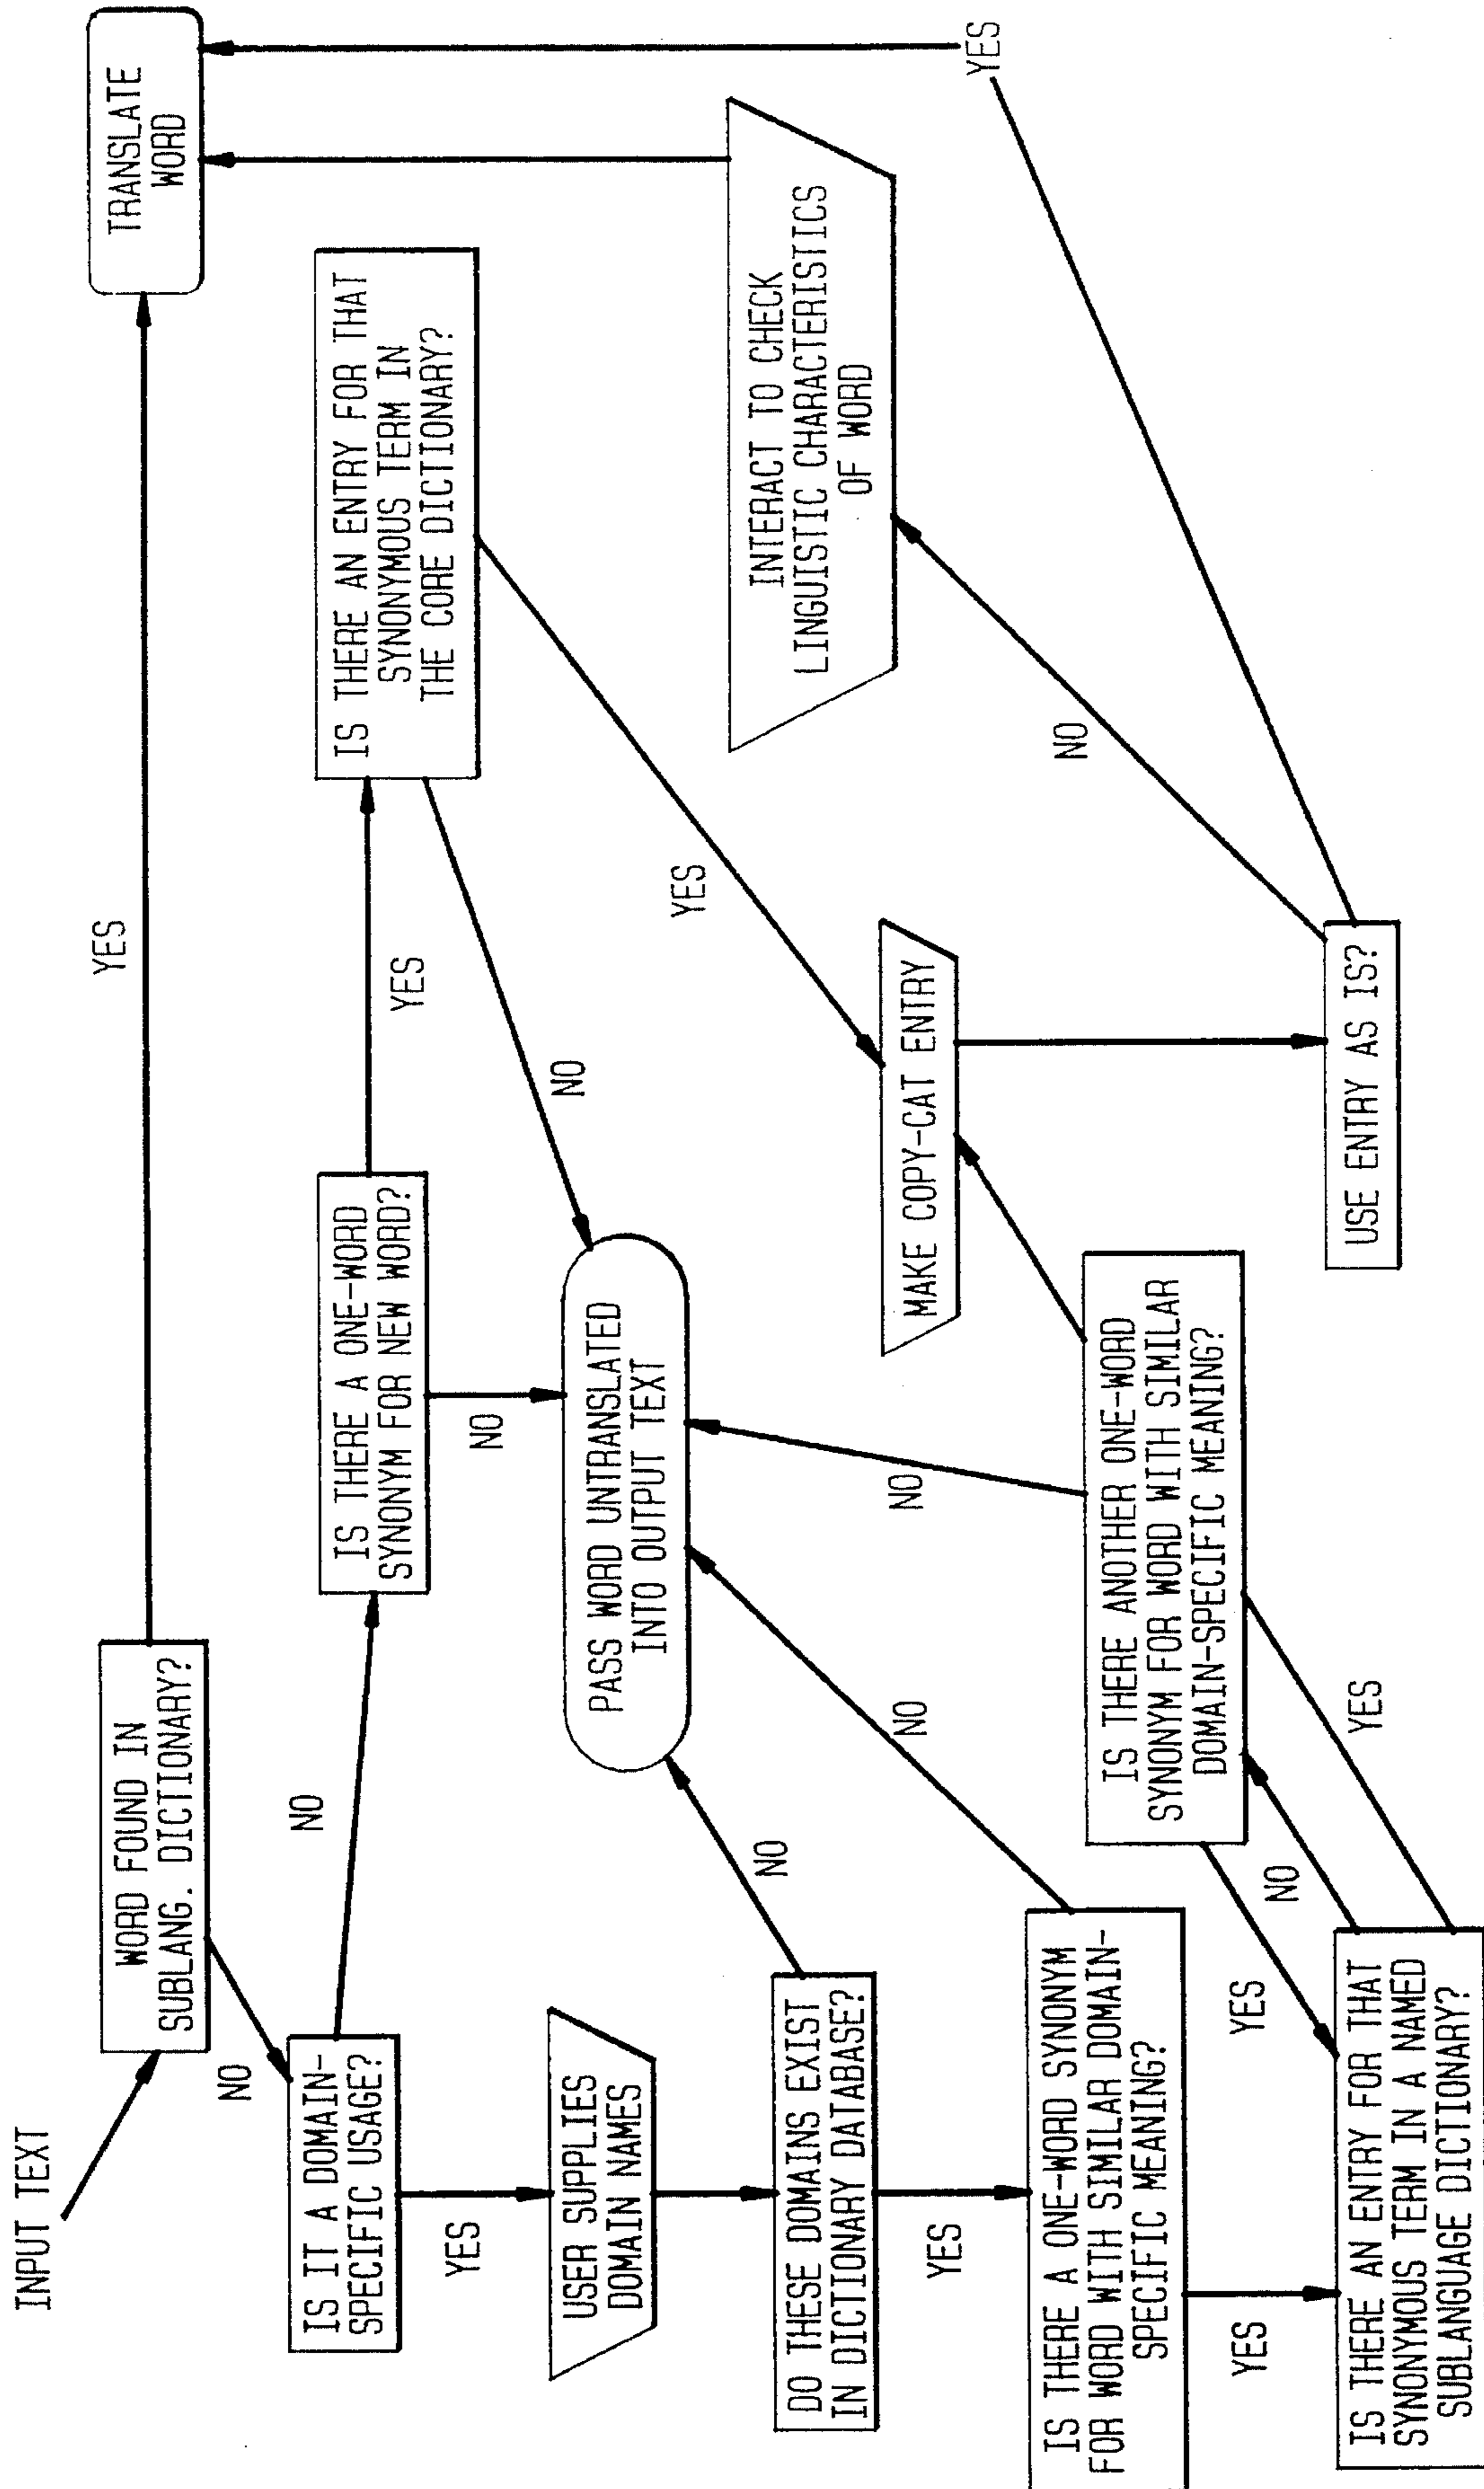 INPUT TEXT
WORD FOUND IN
SUBLANG. DICTIONARY?
YES
TRANSLATE
WORD
NO
IS IT A DOMAIN-
SPECIFIC USAGE?
NO
IS THERE A ONE-WORD
SYNONYM FOR NEW WORD?
YES
IS THERE AN ENTRY FOR THAT
SYNONYMOUS TERM IN
THE CORE DICTIONARY?
YES
USER SUPPLIES
DOMAIN NAMES
NO
NO
PASS WORD UNTRANSLATED
INTO OUTPUT TEXT
YES
DO THESE DOMAINS EXIST
IN DICTIONARY DATABASE?
NO
INTERACT TO CHECK
LINGUISTIC CHARACTERISTICS
OF WORD
YES
NO
NO
MAKE COPY-CAT ENTRY
YES
IS THERE A ONE-WORD SYNONYM
FOR WORD WITH SIMILAR DOMAIN-
SPECIFIC MEANING?
IS THERE ANOTHER ONE-WORD
SYNONYM FOR WORD WITH SIMILAR
DOMAIN-SPECIFIC MEANING?
NO
YES
YES
NO
YES
IS THERE AN ENTRY FOR THAT
SYNONYMOUS TERM IN A NAMED
SUBLANGUAGE DICTIONARY?
USE ENTRY AS IS?